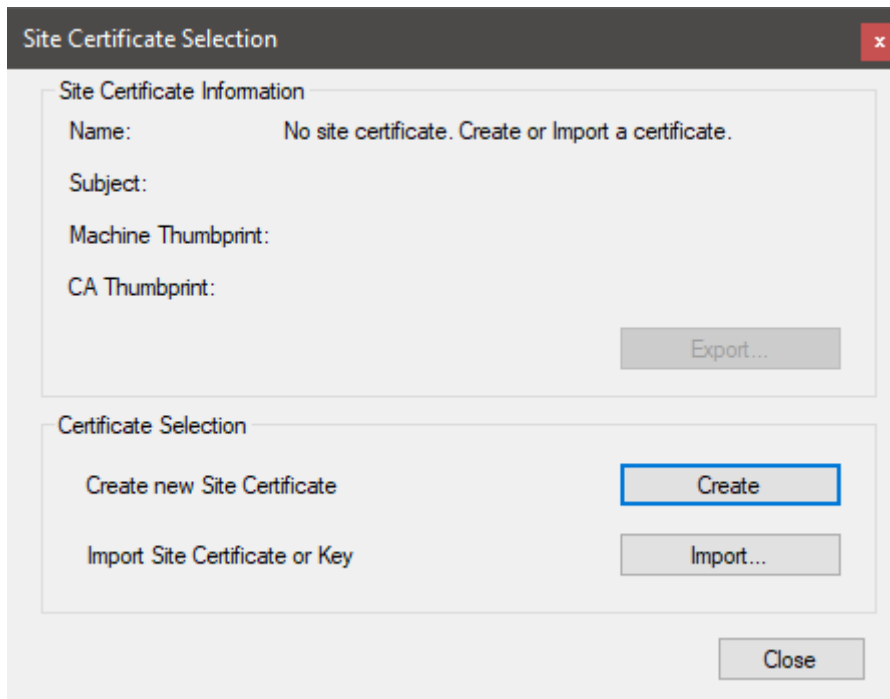 Site Certificate Selection
x
Site Certificate Information
Name: No site certificate. Create or Import a certificate.
Subject:
Machine Thumbprint:
CA Thumbprint:
Export...
Certificate Selection
Create new Site Certificate Create
Import Site Certificate or Key Import...
Close